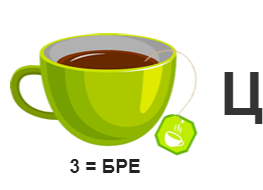 Ц
3 = БРЕ